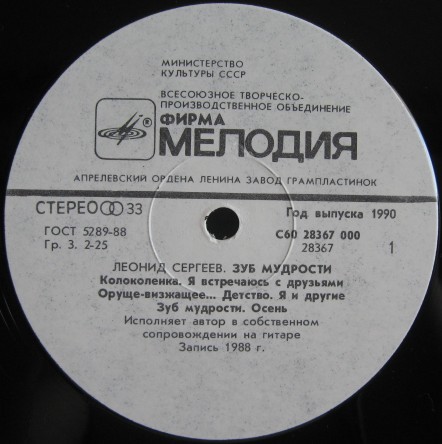 МИНИСТЕРСТВО
КУЛЬТУРЫ СССР
ВСЕСОЮЗНОЕ ТВОРЧЕСКО-
ПРОИЗВОДСТВЕННОЕ ОБЪЕДИНЕНИЕ
® ФИРМА
МЕЛОДИЯ
АПРЕЛЕВСКИЙ ОРДЕНА ЛЕНИНА ЗАВОД ГРАМПЛАСТИНОК
СТЕРЕО 33
Год выпуска 1990
ГОСТ 5289-88
С60 28367 000
Гр. 3. 2-25
28367
1
ЛЕОНИД СЕРГЕЕВ. ЗУБ МУДРОСТИ
Колоколенка. Я встречаюсь с друзьями
Оруще-визжащее... Детство. Я и другие
Зуб мудрости. Осень
Исполняет автор в собственном
сопровождении на гитаре
Запись 1988 г.